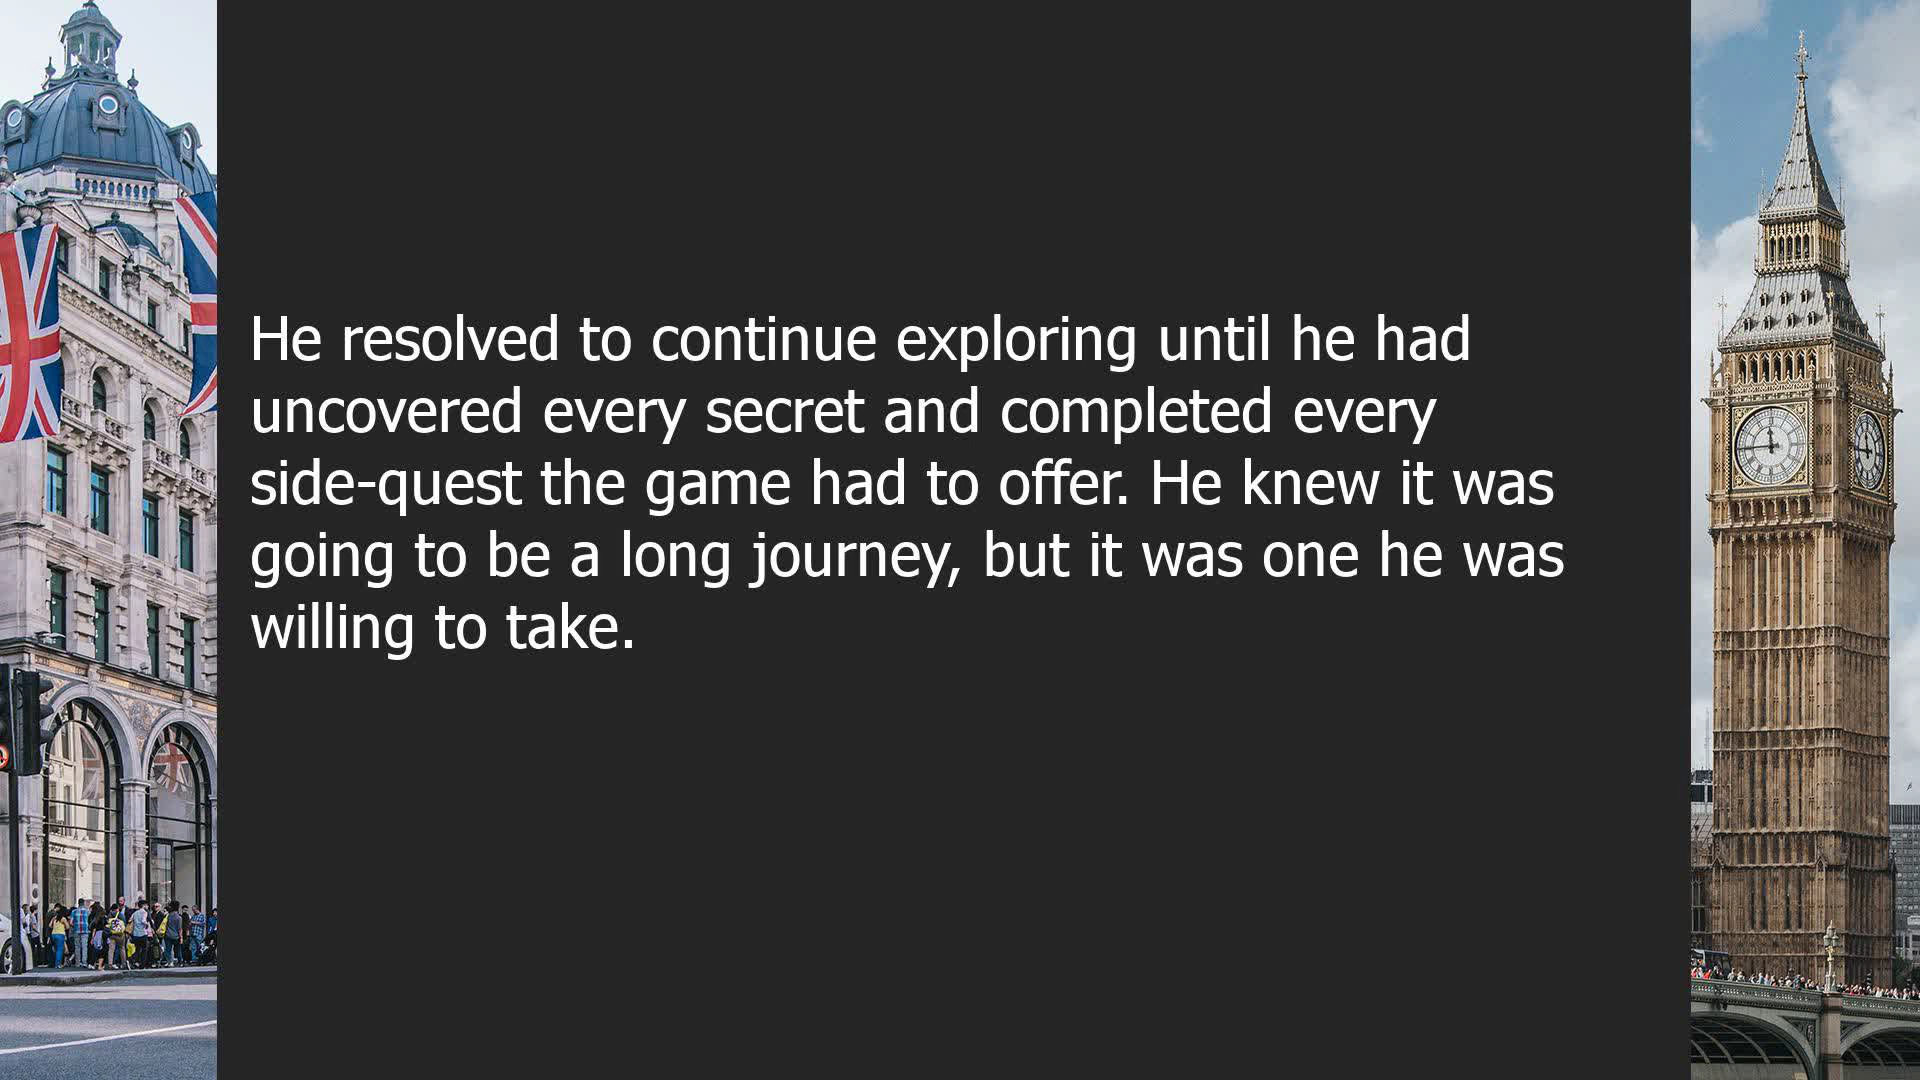 He resolved to continue exploring until he had
uncovered every secret and completed every
side-quest the game had to offer. He knew it was
going to be a long journey, but it was one he was
willing to take.